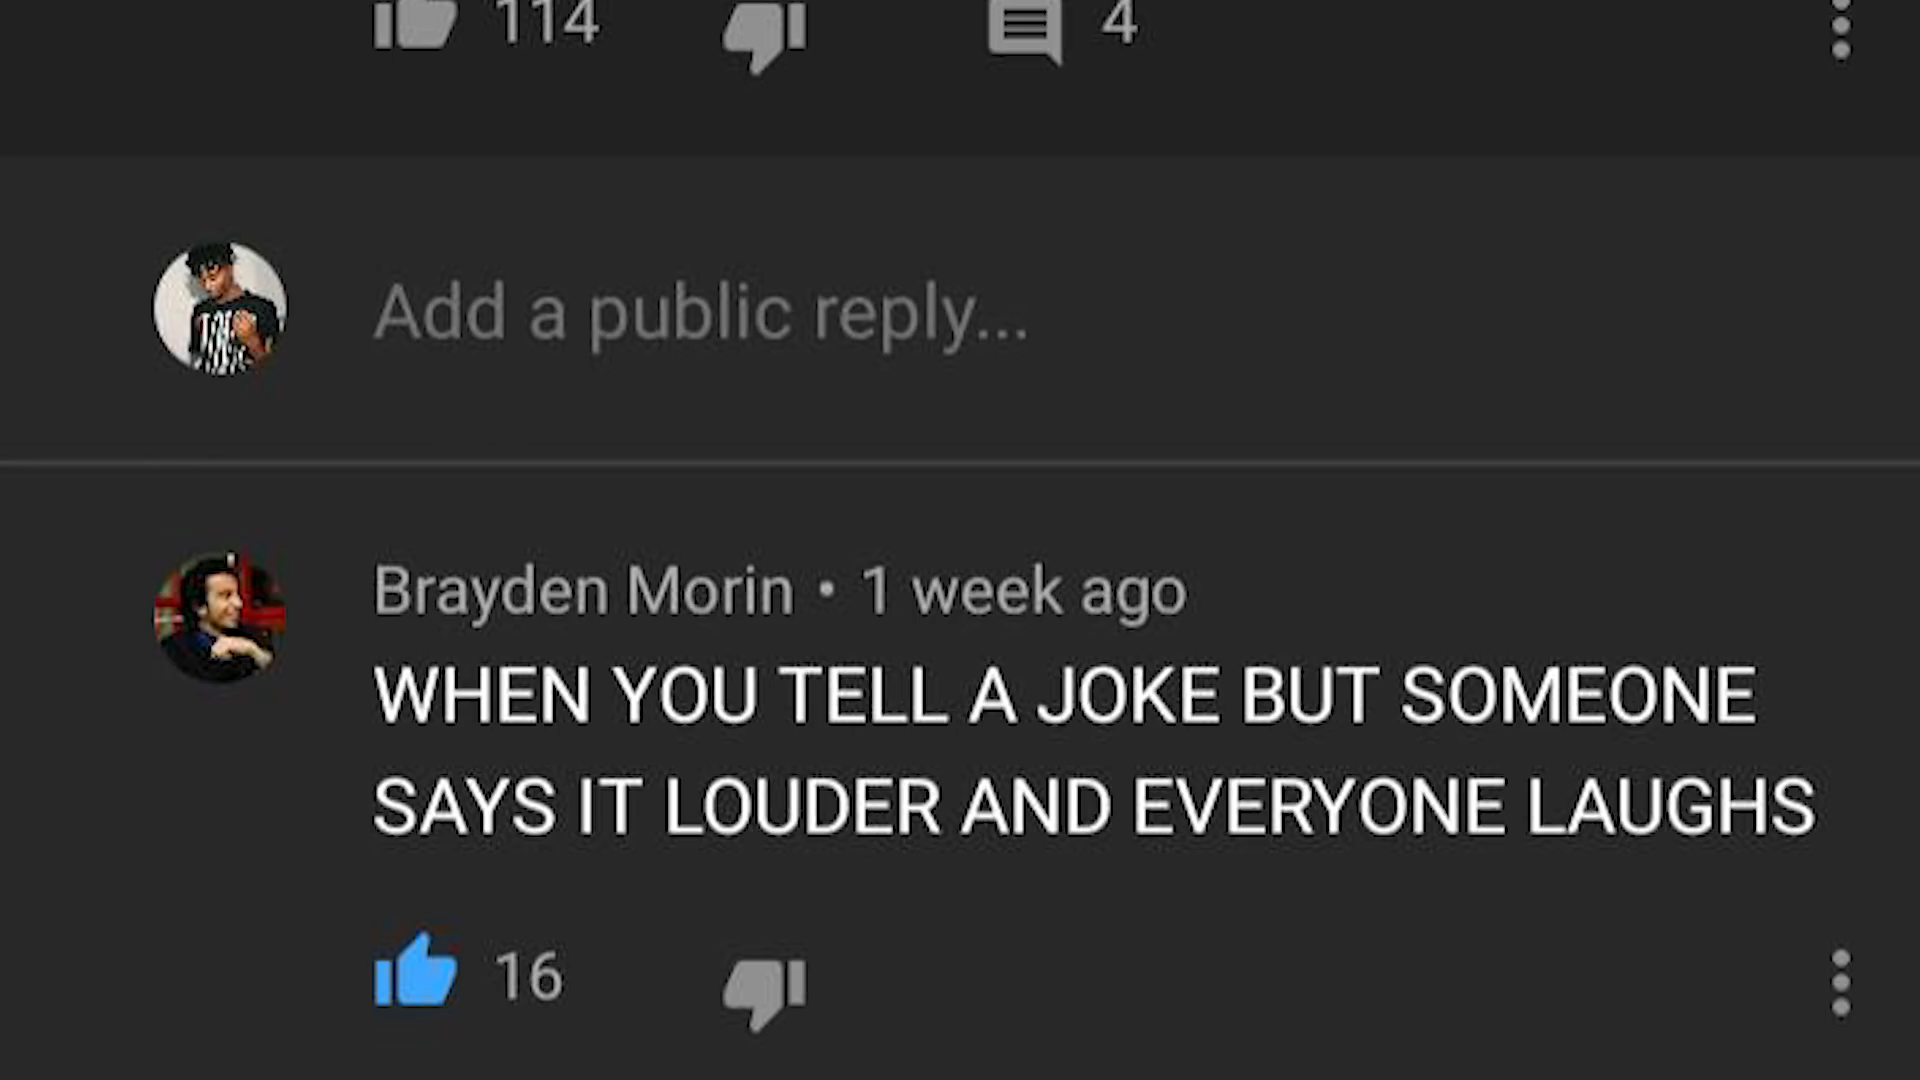 114 4
Add a public reply...
Brayden Morin • 1 week ago
WHEN YOU TELL A JOKE BUT SOMEONE
SAYS IT LOUDER AND EVERYONE LAUGHS
16